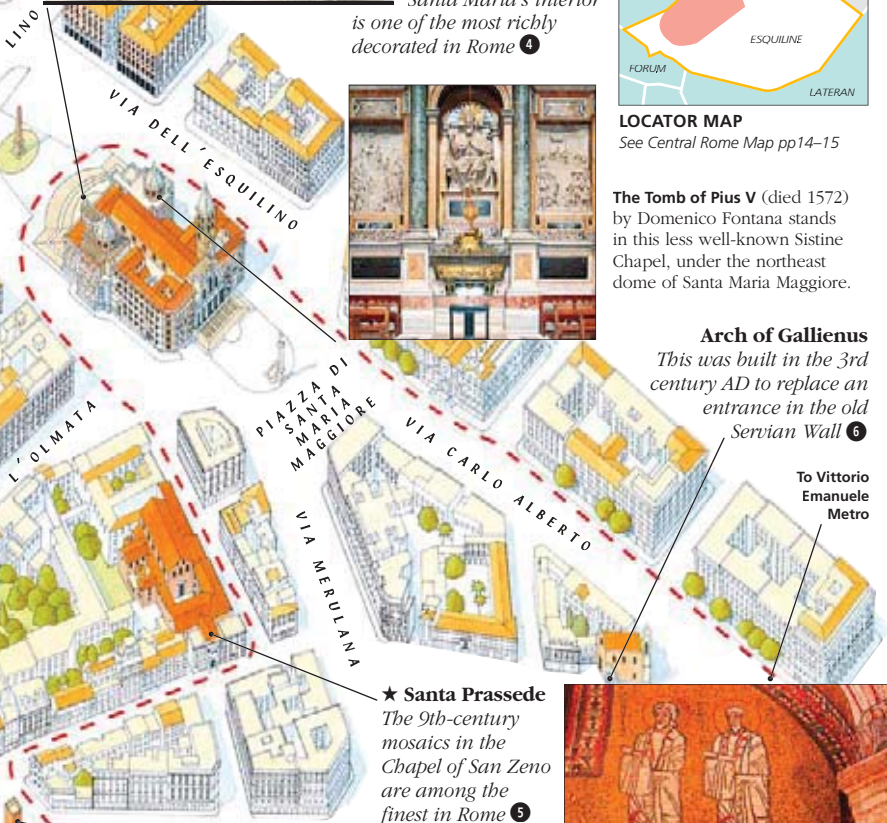 Santa Maria's interior
is one of the most richly
decorated in Rome 4
ESQUILINE
FORUM
LATERAN
LOCATOR MAP
See Central Rome Map pp14–15
The Tomb of Pius V (died 1572)
by Domenico Fontana stands
in this less well-known Sistine
Chapel, under the northeast
dome of Santa Maria Maggiore.
Arch of Gallienus
This was built in the 3rd
century AD to replace an
entrance in the old
Servian Wall 6
To Vittorio
Emanuele
Metro
LINO
VIA DELL'ESQUILINO
PIAZZA DI
SANTA
MARIA
MAGGIORE
L'OLMATA
VIA CARLO ALBERTO
VIA MERULANA
★ Santa Prassede
The 9th-century
mosaics in the
Chapel of San Zeno
are among the
finest in Rome 5